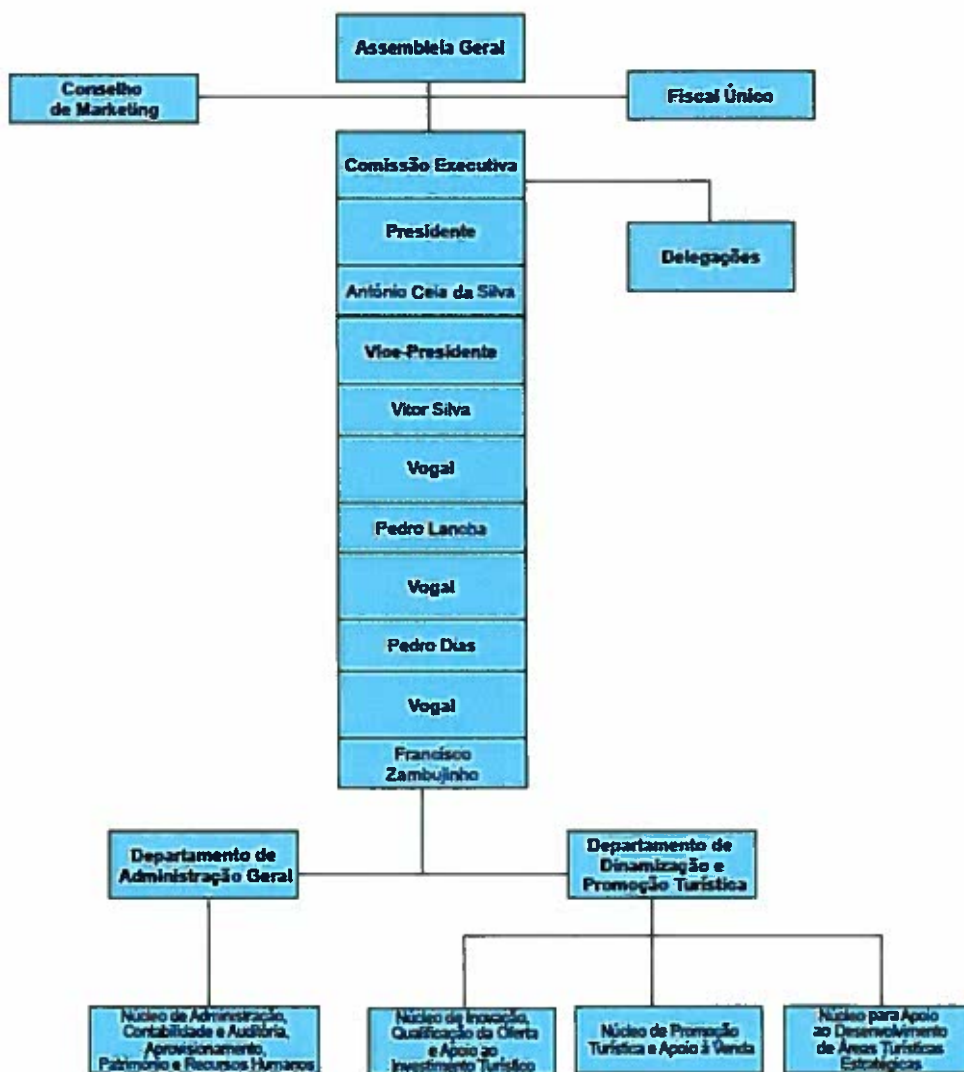 Assembleia Geral
Conselho
de Marketing
Fiscal Único
Comissão Executiva
Presidente
Delegações
António Ceia da Silva
Vice-Presidente
Vitor Silva
Vogal
Pedro Lancha
Vogal
Pedro Dias
Vogal
Francisco
Zambujinho
Departamento de
Administração Geral
Departamento de
Dinamização e
Promoção Turística
Núcleo de Administração,
Contabilidade e Auditória,
Aprovisionamento,
Património e Recursos Humanos
Núcleo de Inovação,
Qualificação da Oferta
e Apoio ao
Investimento Turístico
Núcleo de Promoção
Turística e Apoio à Venda
Núcleo para Apoio
ao Desenvolvimento
de Áreas Turísticas
Estratégicas